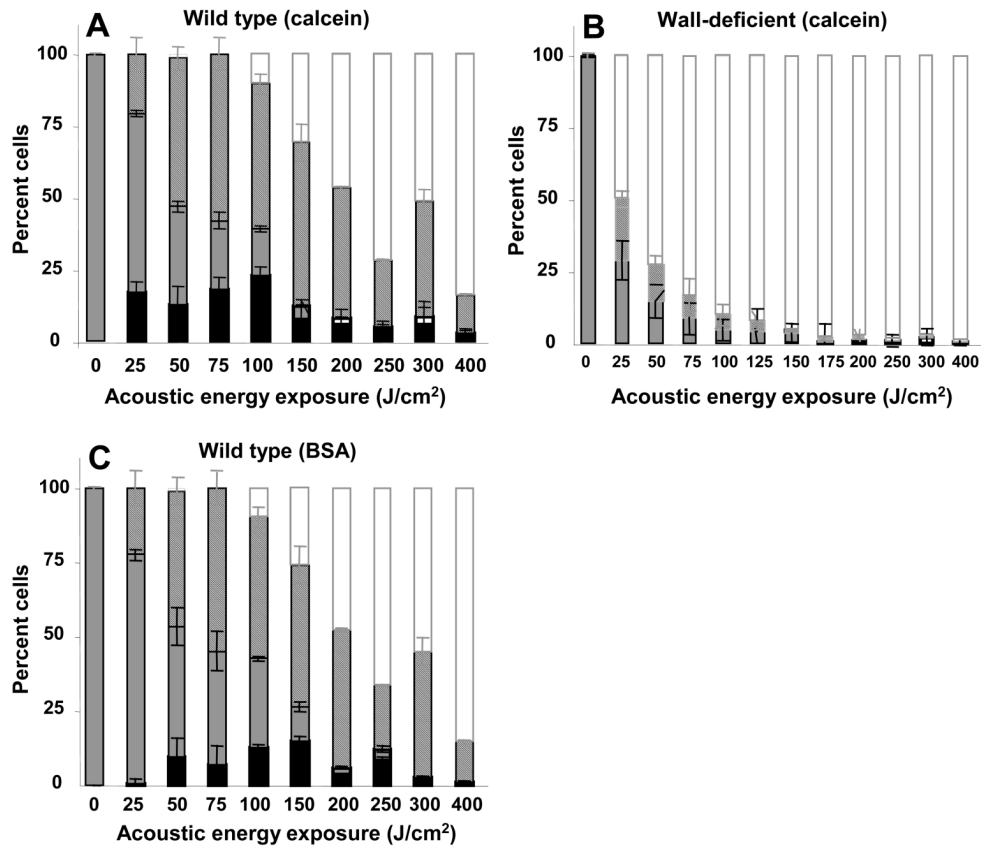 A
Wild type (calcein)
Percent cells
100
75
50
25
0
0 25 50 75 100 150 200 250 300 400
Acoustic energy exposure (J/cm²)
B
Wall-deficient (calcein)
Percent cells
100
75
50
25
0
0 25 50 75 100 125 150 175 200 250 300 400
Acoustic energy exposure (J/cm²)
C
Wild type (BSA)
Percent cells
100
75
50
25
0
0 25 50 75 100 150 200 250 300 400
Acoustic energy exposure (J/cm²)